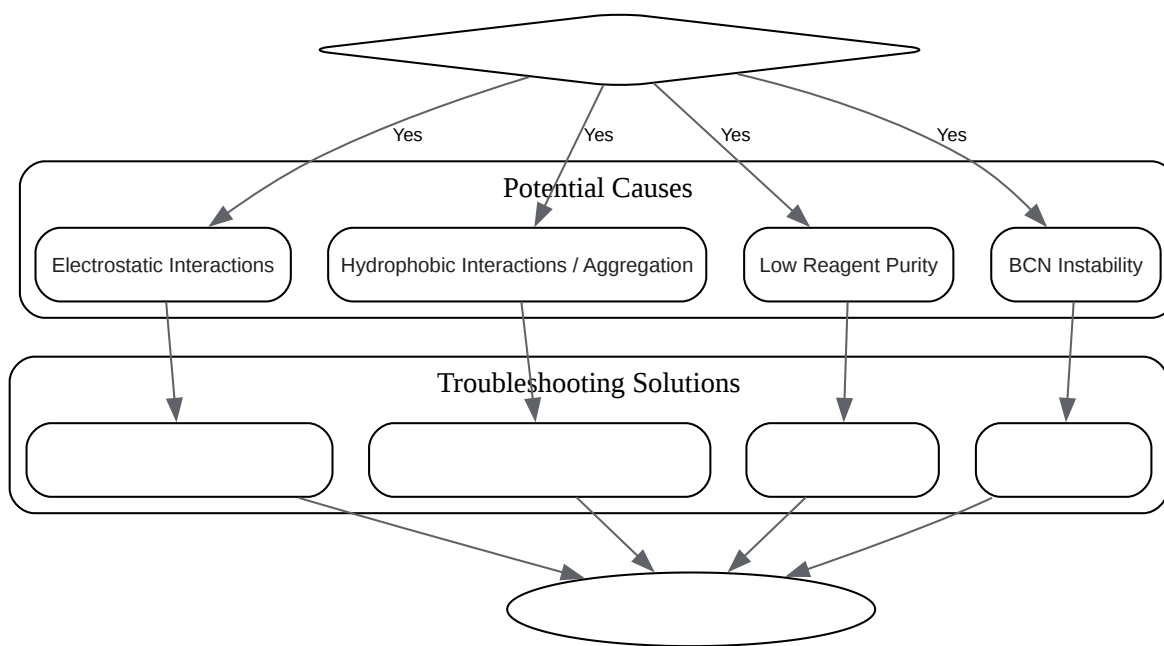 Yes
Yes
Yes
Yes
Potential Causes
Electrostatic Interactions
Hydrophobic Interactions / Aggregation
Low Reagent Purity
BCN Instability
Troubleshooting Solutions